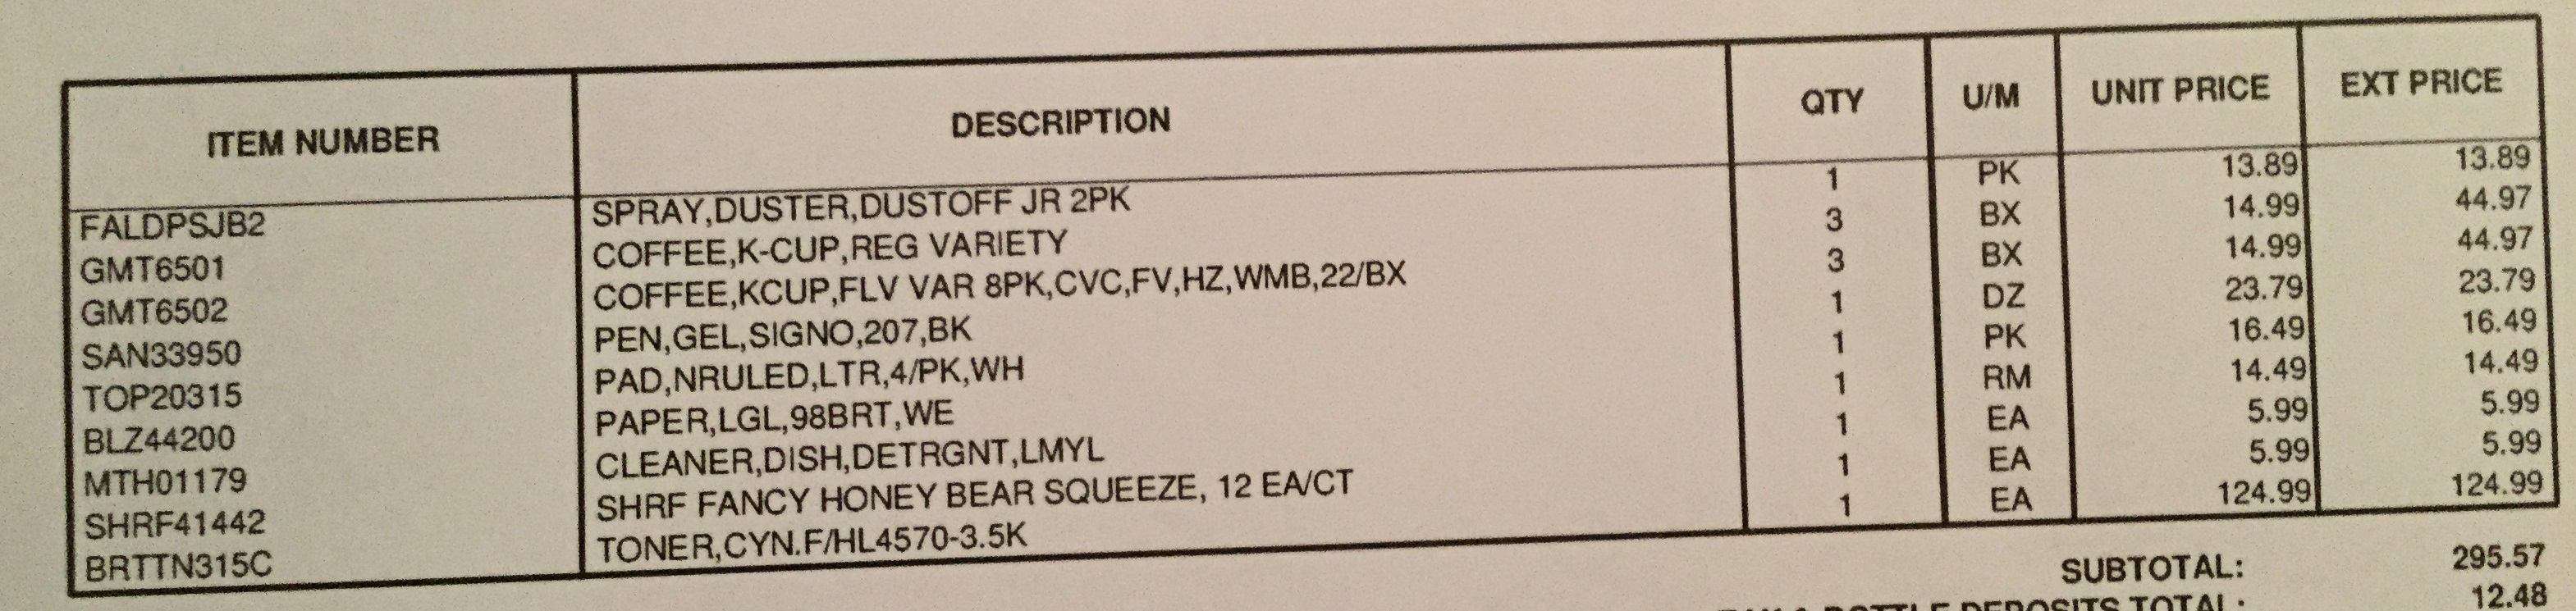 ITEM NUMBER DESCRIPTION QTY U/M UNIT PRICE EXT PRICE
FALDPSJB2 SPRAY,DUSTER,DUSTOFF JR 2PK 1 PK 13.89 13.89
GMT6501 COFFEE,K-CUP,REG VARIETY 3 BX 14.99 44.97
GMT6502 COFFEE,KCUP,FLV VAR 8PK,CVC,FV,HZ,WMB,22/BX 3 BX 14.99 44.97
SAN33950 PEN,GEL,SIGNO,207,BK 1 DZ 23.79 23.79
TOP20315 PAD,NRULED,LTR,4/PK,WH 1 PK 16.49 16.49
BLZ44200 PAPER,LGL,98BRT,WE 1 RM 14.49 14.49
MTH01179 CLEANER,DISH,DETRGNT,LMYL 1 EA 5.99 5.99
SHRF41442 SHRF FANCY HONEY BEAR SQUEEZE, 12 EA/CT 1 EA 5.99 5.99
BRTTN315C TONER,CYN.F/HL4570-3.5K 1 EA 124.99 124.99
SUBTOTAL: 295.57
BOTTLE DEPOSITS TOTAL: 12.48